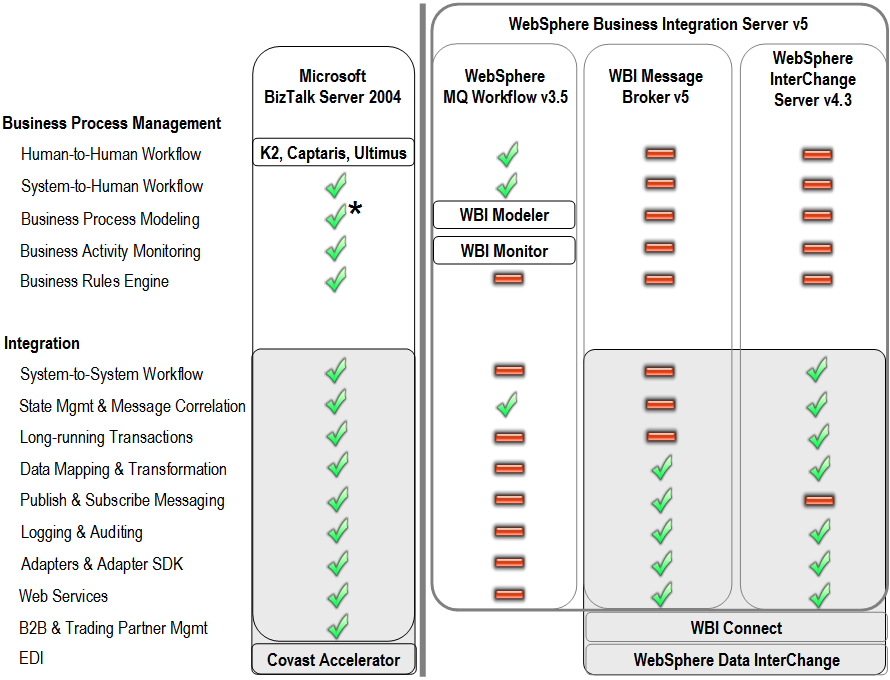 WebSphere Business Integration Server v5
Microsoft
BizTalk Server 2004
WebSphere
MQ Workflow v3.5
WBI Message
Broker v5
WebSphere
InterChange
Server v4.3
Business Process Management
Human-to-Human Workflow
K2, Captaris, Ultimus
System-to-Human Workflow
Business Process Modeling
*
WBI Modeler
Business Activity Monitoring
WBI Monitor
Business Rules Engine
Integration
System-to-System Workflow
State Mgmt & Message Correlation
Long-running Transactions
Data Mapping & Transformation
Publish & Subscribe Messaging
Logging & Auditing
Adapters & Adapter SDK
Web Services
B2B & Trading Partner Mgmt
WBI Connect
EDI
Covast Accelerator
WebSphere Data InterChange